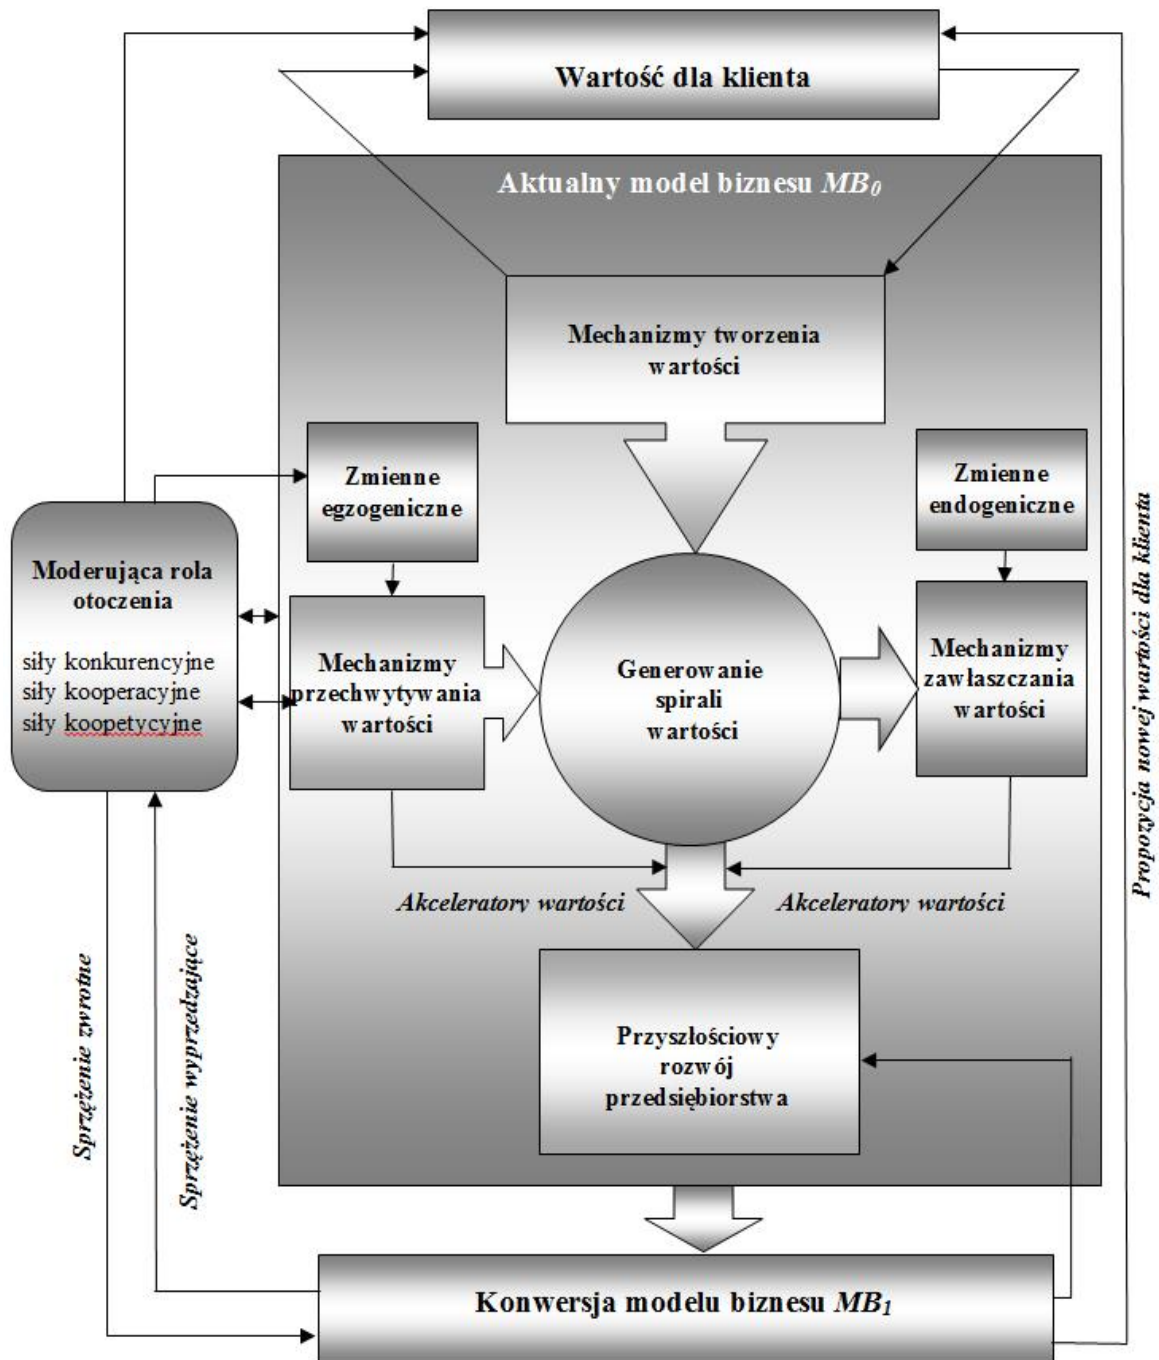 Wartość dla klienta
Aktualny model biznesu MB0
Mechanizmy tworzenia
wartości
Zmienne
egzogeniczne
Zmienne
endogeniczne
Moderująca rola
otoczenia
siły konkurencyjne
siły kooperacyjne
siły koopetycyjne
Mechanizmy
przechwytywania
wartości
Generowanie
spirali
wartości
Mechanizmy
zawłaszczania
wartości
Propozycja nowej wartości dla klienta
Akceleratory wartości
Akceleratory wartości
Sprzężenie zwrotne
Sprzężenie wyprzedzające
Przyszłościowy
rozwój
przedsiębiorstwa
Konwersja modelu biznesu MB1